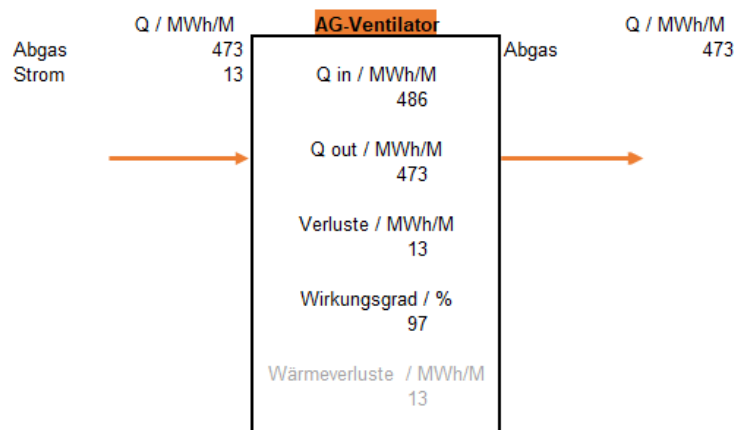 Q / MWh/M AG-Ventilator Q / MWh/M
Abgas 473 Abgas 473
Strom 13 Q in / MWh/M
486
Q out / MWh/M
473
Verluste / MWh/M
13
Wirkungsgrad / %
97
Wärmeverluste / MWh/M
13